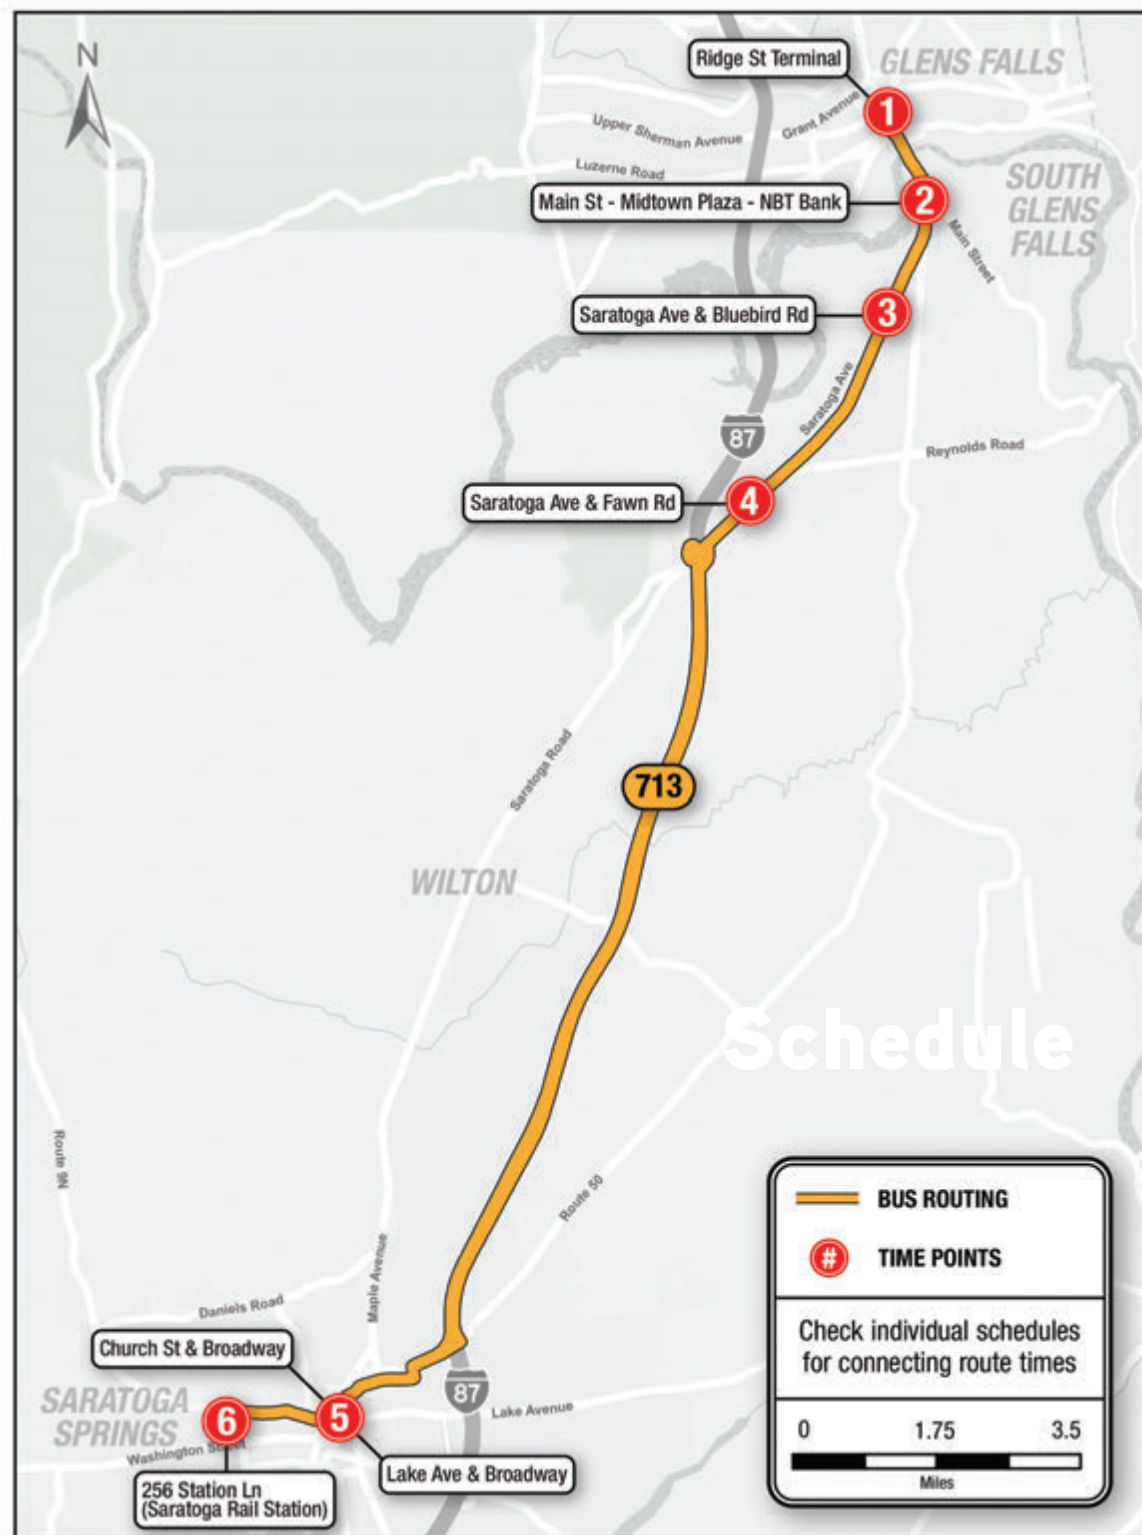 N
Ridge St Terminal
GLENS FALLS
1
Grant Avenue
Upper Sherman Avenue
Luzerne Road
SOUTH
GLENS
FALLS
Main St - Midtown Plaza - NBT Bank
2
Main Street
Saratoga Ave & Bluebird Rd
3
Saratoga Ave
87
Reynolds Road
Saratoga Ave & Fawn Rd
4
Saratoga Road
713
WILTON
Schedule
Route 9N
Route 50
BUS ROUTING
#
TIME POINTS
Maple Avenue
Daniels Road
Check individual schedules
for connecting route times
Church St & Broadway
87
SARATOGA
SPRINGS
6
5
Lake Avenue
Washington Street
0 1.75 3.5
Miles
256 Station Ln
(Saratoga Rail Station)
Lake Ave & Broadway